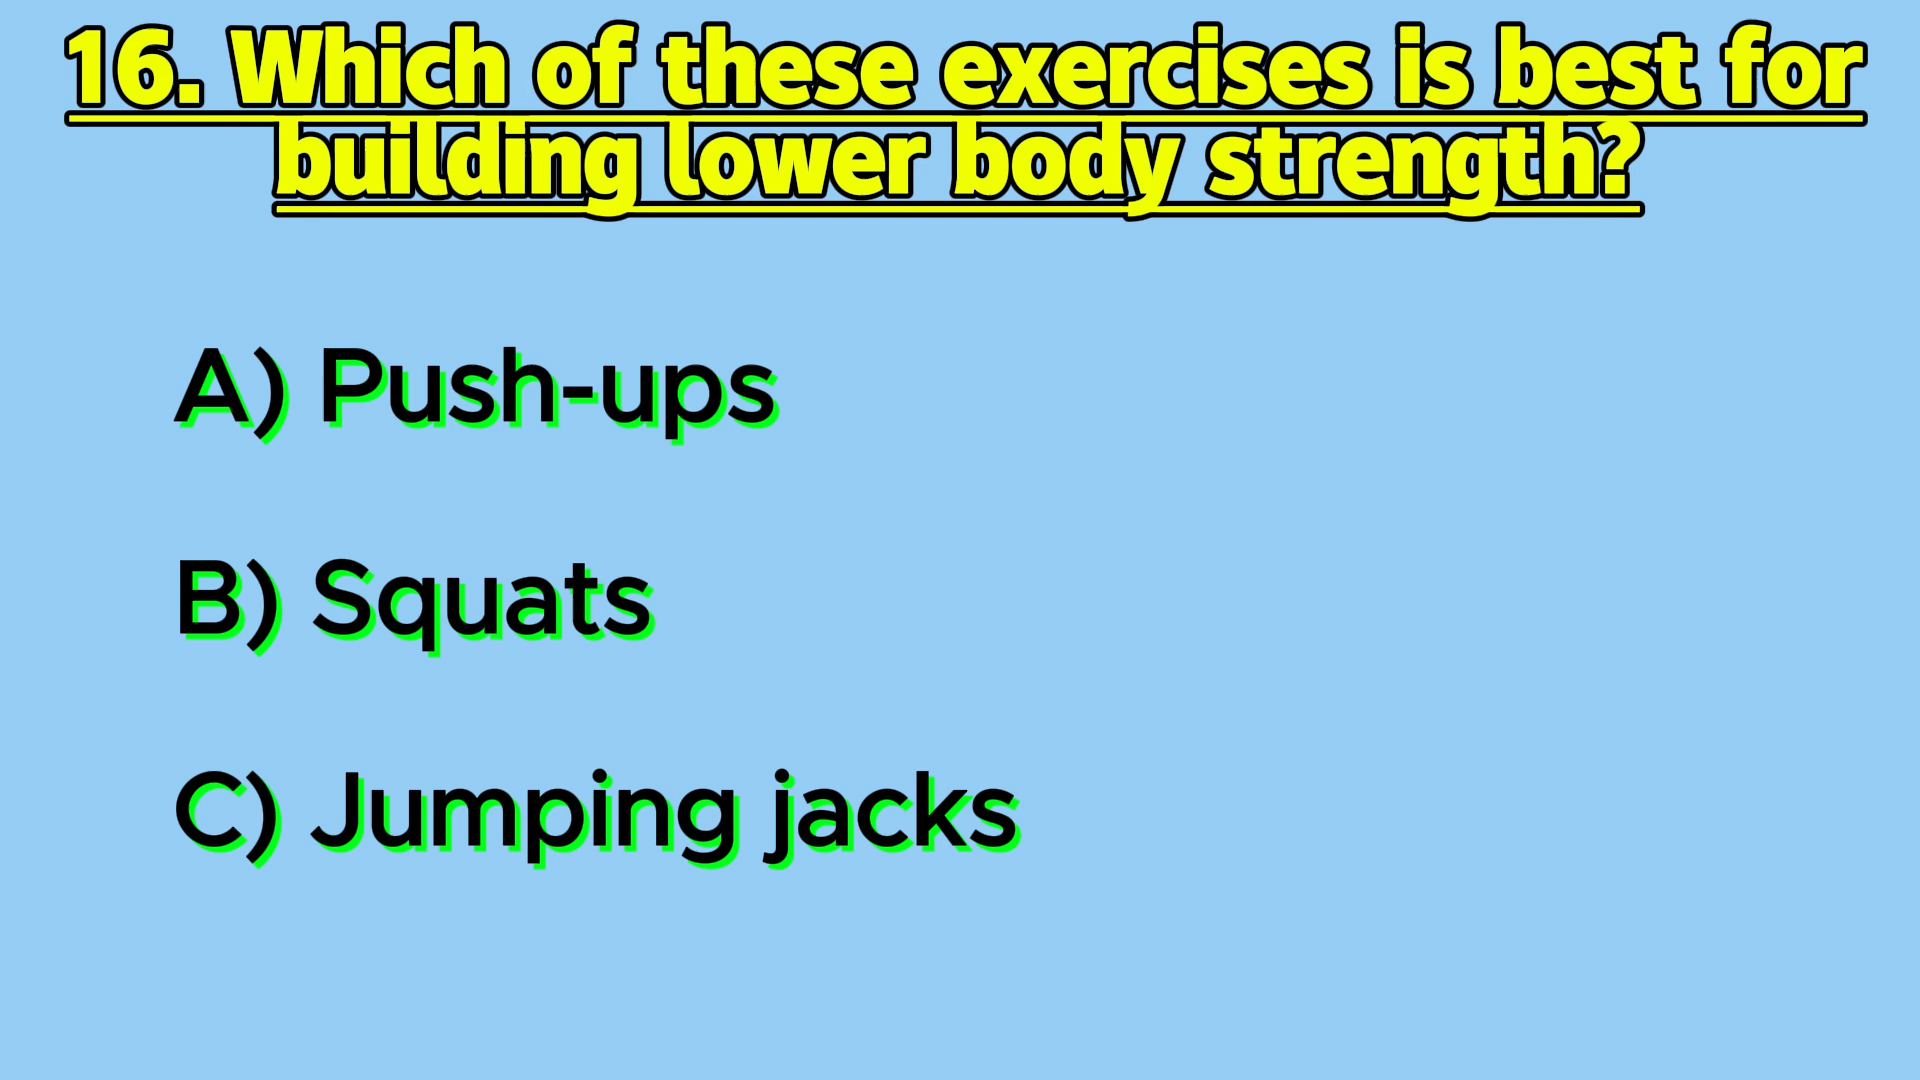 16. Which of these exercises is best for
building lower body strength?
A) Push-ups
B) Squats
C) Jumping jacks